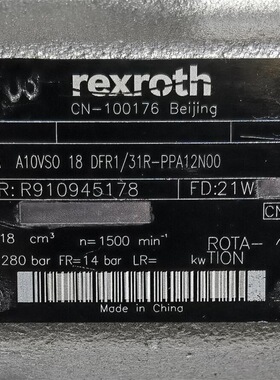 rexroth
CN-100176 Beijing
A10VSO 18 DFR1/31R-PPA12N00
R: R910945178 FD:21W
CN
18 cm³ n=1500 min⁻¹ ROTA-
280 bar FR=14 bar LR= kW TION
Made in China